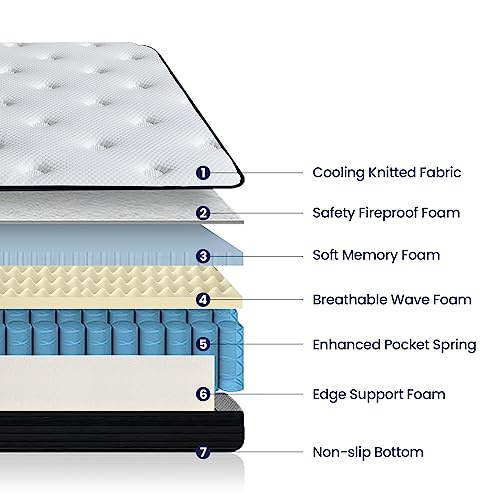 1 Cooling Knitted Fabric
2 Safety Fireproof Foam
3 Soft Memory Foam
4 Breathable Wave Foam
5 Enhanced Pocket Spring
6 Edge Support Foam
7 Non-slip Bottom